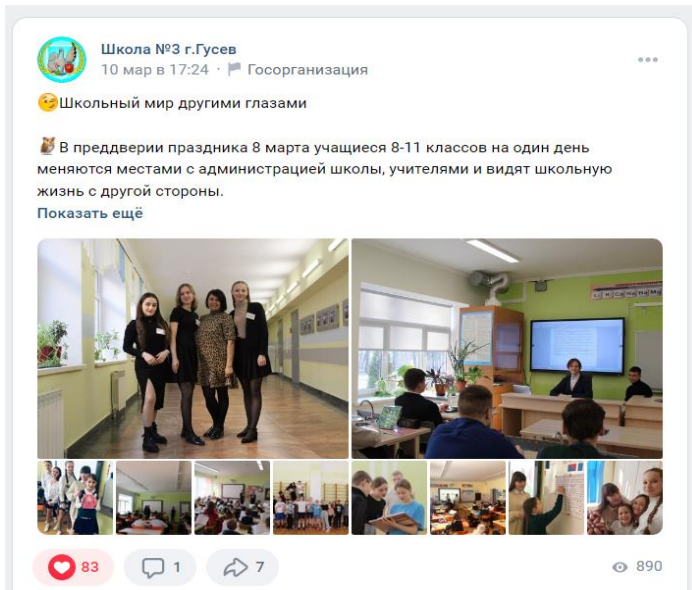 Школа №3 г.Гусев
10 мар в 17:24 · Госорганизация
Школьный мир другими глазами
В преддверии праздника 8 марта учащиеся 8-11 классов на один день
меняются местами с администрацией школы, учителями и видят школьную
жизнь с другой стороны.
Показать ещё
83 1 7 890